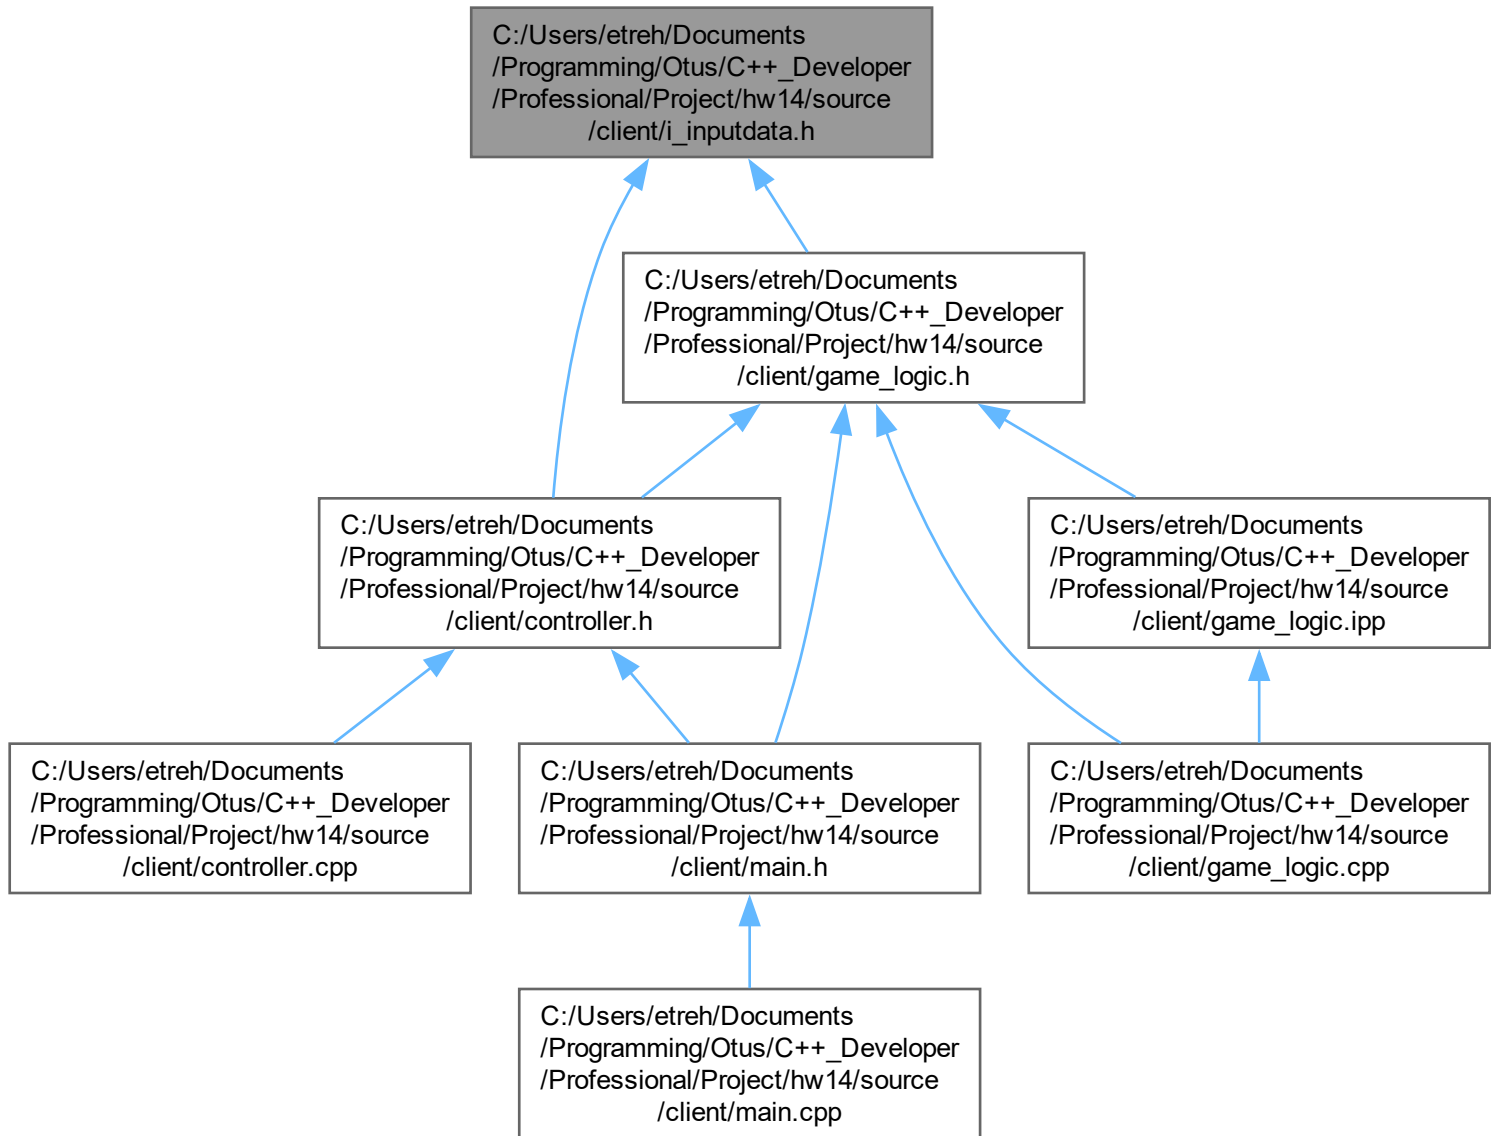 C:/Users/etreh/Documents
/Programming/Otus/C++_Developer
/Professional/Project/hw14/source
/client/i_inputdata.h
C:/Users/etreh/Documents
/Programming/Otus/C++_Developer
/Professional/Project/hw14/source
/client/game_logic.h
C:/Users/etreh/Documents
/Programming/Otus/C++_Developer
/Professional/Project/hw14/source
/client/controller.h
C:/Users/etreh/Documents
/Programming/Otus/C++_Developer
/Professional/Project/hw14/source
/client/game_logic.ipp
C:/Users/etreh/Documents
/Programming/Otus/C++_Developer
/Professional/Project/hw14/source
/client/controller.cpp
C:/Users/etreh/Documents
/Programming/Otus/C++_Developer
/Professional/Project/hw14/source
/client/main.h
C:/Users/etreh/Documents
/Programming/Otus/C++_Developer
/Professional/Project/hw14/source
/client/game_logic.cpp
C:/Users/etreh/Documents
/Programming/Otus/C++_Developer
/Professional/Project/hw14/source
/client/main.cpp